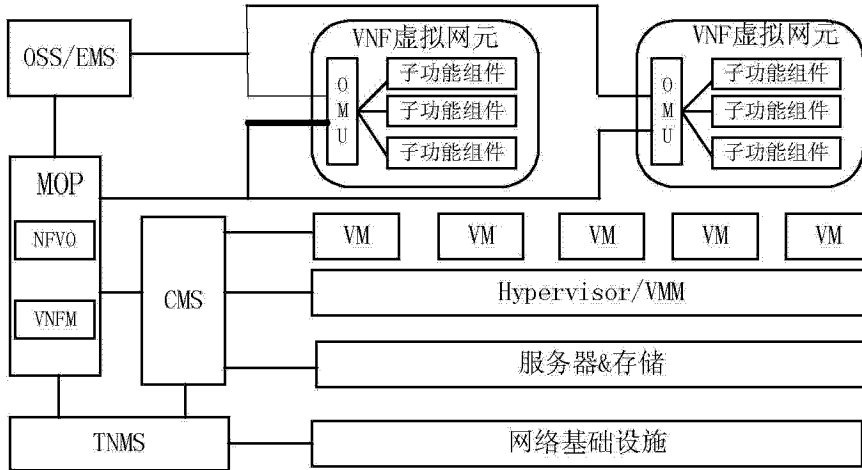 OSS/EMS
VNF虚拟网元
OMU
子功能组件
子功能组件
子功能组件
VNF虚拟网元
OMU
子功能组件
子功能组件
子功能组件
MOP
NFVO
VNFM
CMS
VM
VM
VM
VM
VM
Hypervisor/VMM
服务器&存储
TNMS
网络基础设施